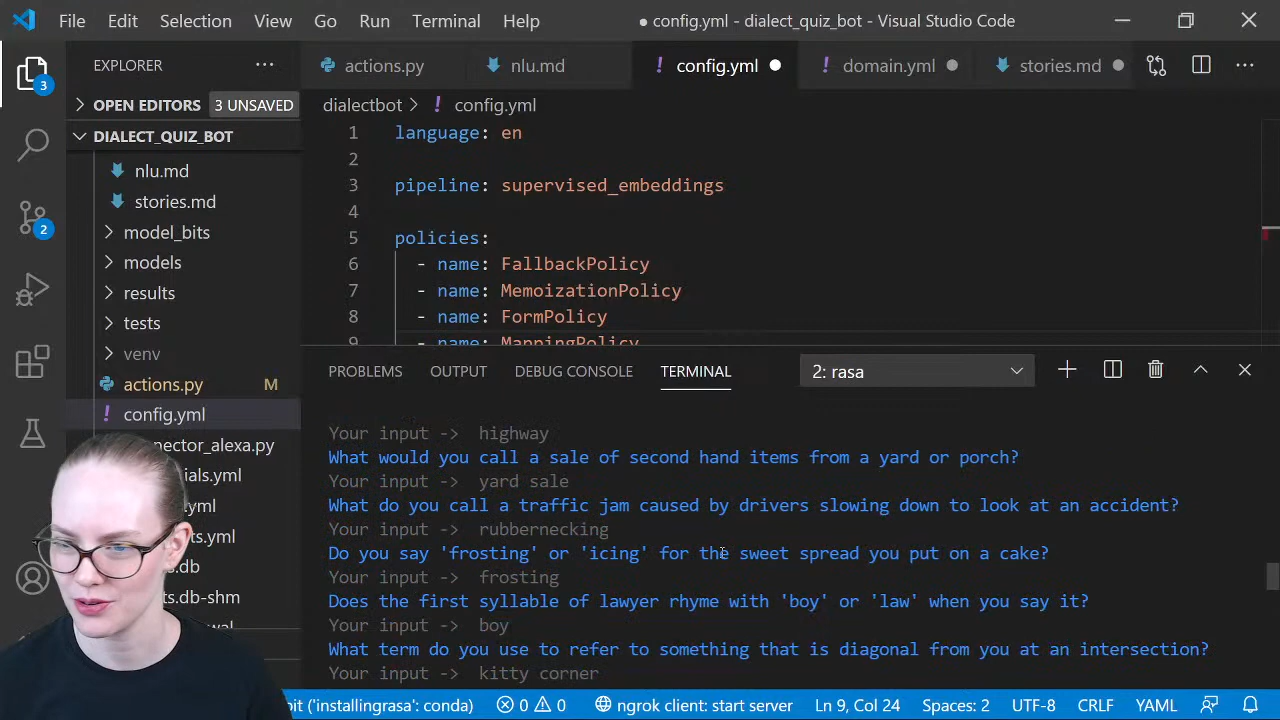 File Edit Selection View Go Run Terminal Help ● config.yml - dialect_quiz_bot - Visual Studio Code
EXPLORER ...
actions.py nlu.md config.yml domain.yml stories.md
3
OPEN EDITORS 3 UNSAVED
dialectbot > config.yml
DIALECT_QUIZ_BOT
nlu.md
stories.md
model_bits
2
models
results
tests
venv
actions.py M
config.yml
nector_alexa.py
ials.yml
.yml
ts.yml
.db
ts.db-shm
1 language: en
2
3 pipeline: supervised_embeddings
4
5 policies:
6 - name: FallbackPolicy
7 - name: MemoizationPolicy
8 - name: FormPolicy
9 - name: MappingPolicy
PROBLEMS OUTPUT DEBUG CONSOLE TERMINAL 2: rasa
Your input -> highway
What would you call a sale of second hand items from a yard or porch?
Your input -> yard sale
What do you call a traffic jam caused by drivers slowing down to look at an accident?
Your input -> rubbernecking
Do you say 'frosting' or 'icing' for the sweet spread you put on a cake?
Your input -> frosting
Does the first syllable of lawyer rhyme with 'boy' or 'law' when you say it?
Your input -> boy
What term do you use to refer to something that is diagonal from you at an intersection?
Your input -> kitty corner
bit ('installingrasa': conda) 0 0 ngrok client: start server Ln 9, Col 24 Spaces: 2 UTF-8 CRLF YAML